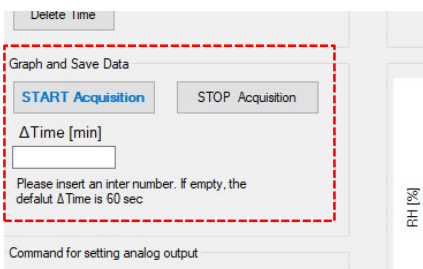 Delete Time
Graph and Save Data
START Acquisition
STOP Acquisition
ΔTime [min]
Please insert an inter number. If empty, the
defalut ΔTime is 60 sec
RH [%]
Command for setting analog output